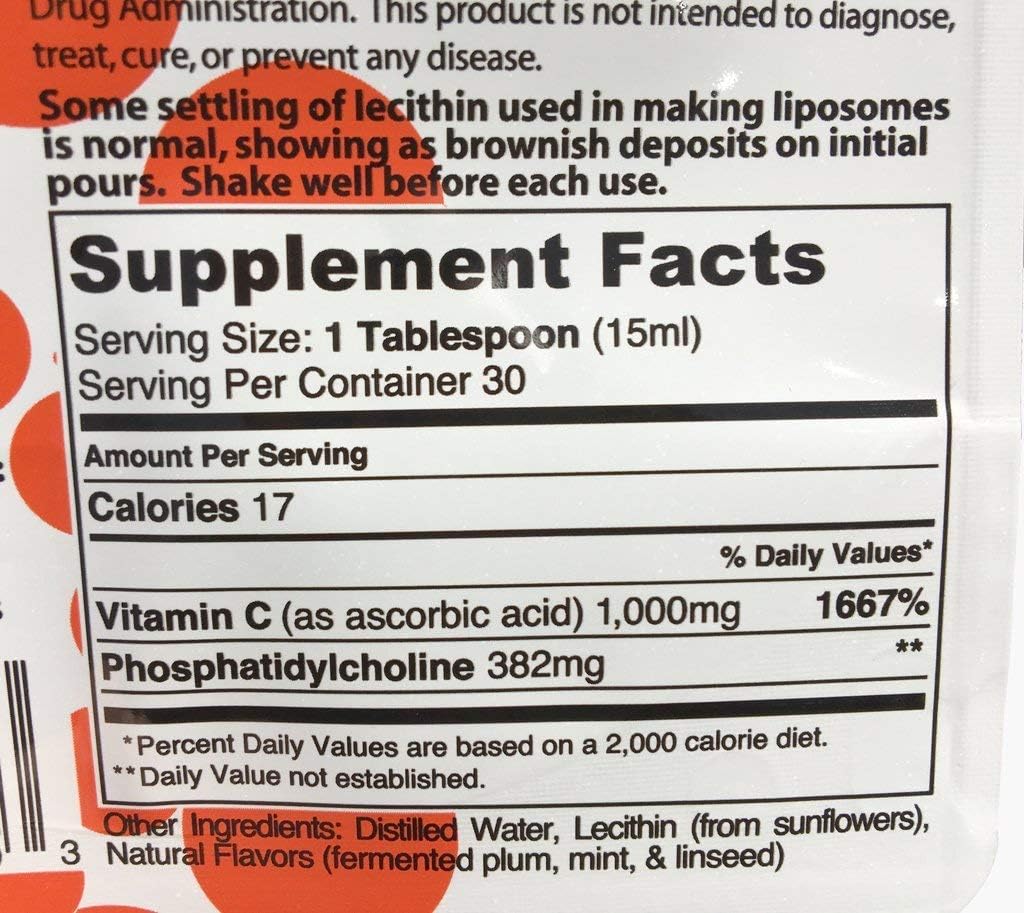 Drug Administration. This product is not intended to diagnose,
treat, cure, or prevent any disease.
Some settling of lecithin used in making liposomes
is normal, showing as brownish deposits on initial
pours. Shake well before each use.
Supplement Facts
Serving Size: 1 Tablespoon (15ml)
Serving Per Container 30
Amount Per Serving
Calories 17
% Daily Values*
Vitamin C (as ascorbic acid) 1,000mg 1667%
Phosphatidylcholine 382mg **
*Percent Daily Values are based on a 2,000 calorie diet.
**Daily Value not established.
Other Ingredients: Distilled Water, Lecithin (from sunflowers),
Natural Flavors (fermented plum, mint, & linseed)
3